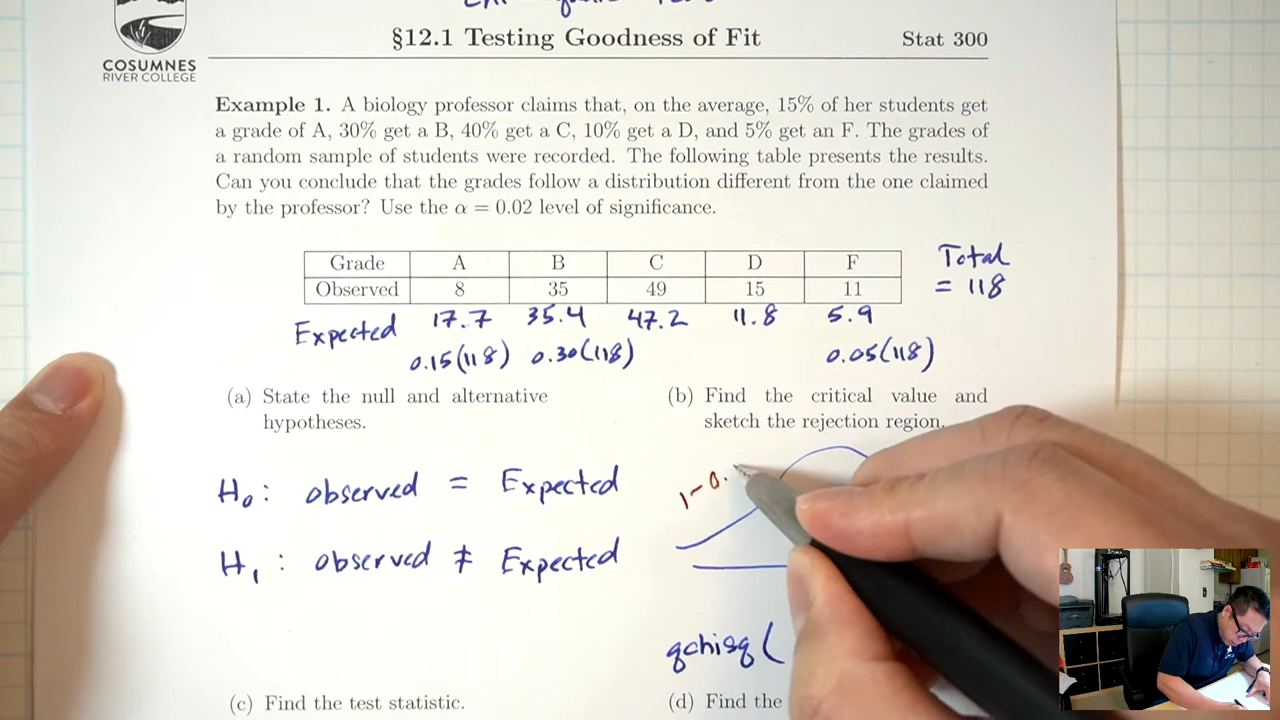 §12.1 Testing Goodness of Fit
Stat 300
COSUMNES
RIVER COLLEGE
Example 1. A biology professor claims that, on the average, 15% of her students get
a grade of A, 30% get a B, 40% get a C, 10% get a D, and 5% get an F. The grades of
a random sample of students were recorded. The following table presents the results.
Can you conclude that the grades follow a distribution different from the one claimed
by the professor? Use the α = 0.02 level of significance.
Grade A B C D F
Observed 8 35 49 15 11
Total
= 118
Expected 17.7 35.4 47.2 11.8 5.9
0.15(118) 0.30(118) 0.05(118)
(a) State the null and alternative
hypotheses.
(b) Find the critical value and
sketch the rejection region.
H₀: observed = Expected
H₁: observed ≠ Expected
1-0.
qchisq(
(c) Find the test statistic.
(d) Find the